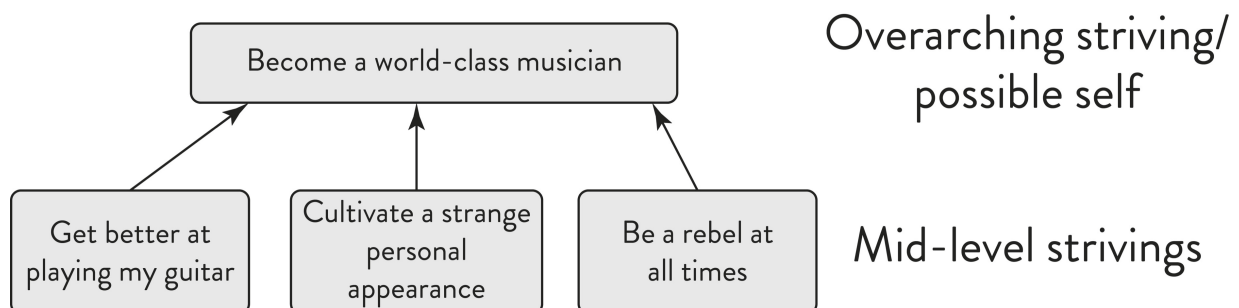 Become a world-class musician
Overarching striving/
possible self
Get better at
playing my guitar
Cultivate a strange
personal
appearance
Be a rebel at
all times
Mid-level strivings